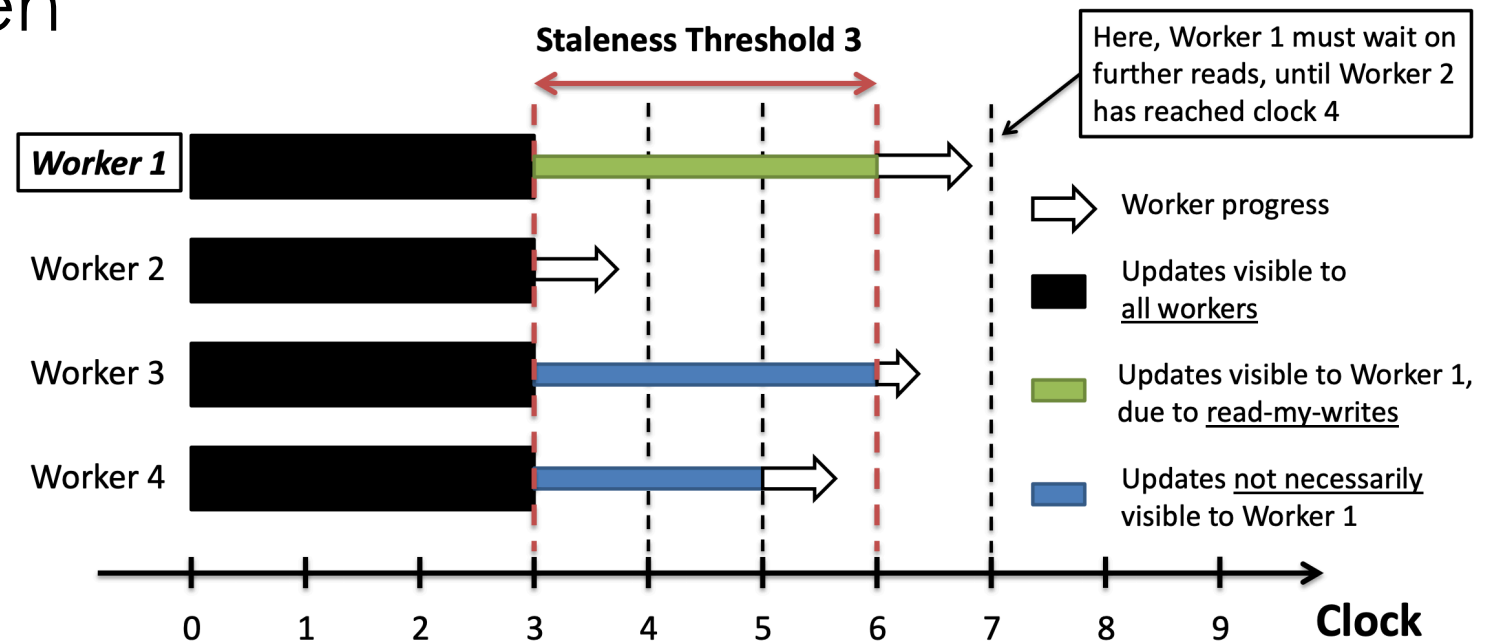 en
Staleness Threshold 3
Here, Worker 1 must wait on
further reads, until Worker 2
has reached clock 4
Worker 1
Worker 2
Worker 3
Worker 4
Worker progress
Updates visible to
all workers
Updates visible to Worker 1,
due to read-my-writes
Updates not necessarily
visible to Worker 1
0 1 2 3 4 5 6 7 8 9 Clock